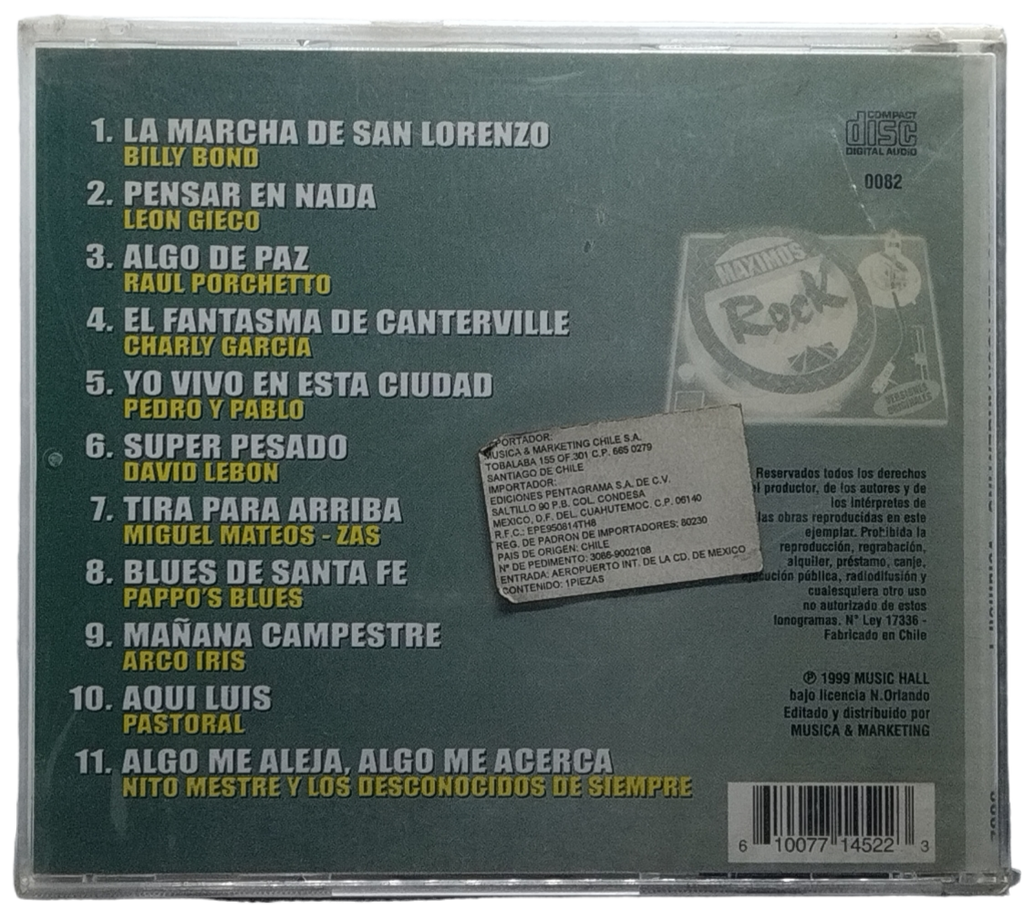 1. LA MARCHA DE SAN LORENZO
BILLY BOND
2. PENSAR EN NADA
LEON GIECO
3. ALGO DE PAZ
RAUL PORCHETTO
4. EL FANTASMA DE CANTERVILLE
CHARLY GARCIA
5. YO VIVO EN ESTA CIUDAD
PEDRO Y PABLO
6. SUPER PESADO
DAVID LEBON
7. TIRA PARA ARRIBA
MIGUEL MATEOS - ZAS
8. BLUES DE SANTA FE
PAPPO'S BLUES
9. MAÑANA CAMPESTRE
ARCO IRIS
10. AQUI LUIS
PASTORAL
11. ALGO ME ALEJA, ALGO ME ACERCA
NITO MESTRE Y LOS DESCONOCIDOS DE SIEMPRE
COMPACT
disc
DIGITAL AUDIO
0082
MAXIMOS
Rock
VERSIONES
ORIGINALES
PORTADOR:
MUSICA & MARKETING CHILE S.A.
TOBALABA 155 OF.301 C.P. 665 0279
SANTIAGO DE CHILE
IMPORTADOR:
EDICIONES PENTAGRAMA S.A. DE C.V.
SALTILLO 90 P.B. COL. CONDESA
MEXICO, D.F. DEL. CUAHUTEMOC, C.P. 06140
R.F.C.: EPE950814TH8
REG. DE PADRON DE IMPORTADORES: 80230
PAIS DE ORIGEN: CHILE
N° DE PEDIMENTO: 3086-9002108
ENTRADA: AEROPUERTO INT. DE LA CD. DE MEXICO
CONTENIDO: 1PIEZAS
Reservados todos los derechos
l productor, de los autores y de
los intérpretes de
las obras reproducidas en este
ejemplar. Prohibida la
reproducción, regrabación,
alquiler, préstamo, canje,
ejecución pública, radiodifusión y
cualesquiera otro uso
no autorizado de estos
fonogramas. N° Ley 17336 -
Fabricado en Chile
℗ 1999 MUSIC HALL
bajo licencia N.Orlando
Editado y distribuido por
MUSICA & MARKETING
6 10077 14522 3